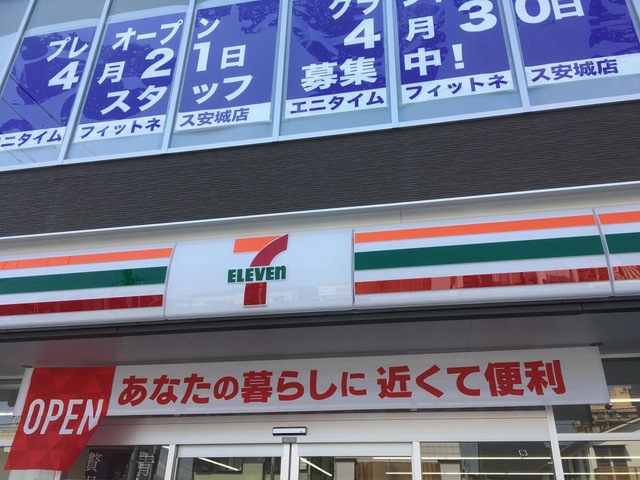 プレオープン グラ
4月21日 4月30日
スタッフ募集中！
エニタイムフィットネス安城店 エニタイムフィットネス安城店
7
ELEVEn
OPEN あなたの暮らしに 近くて便利